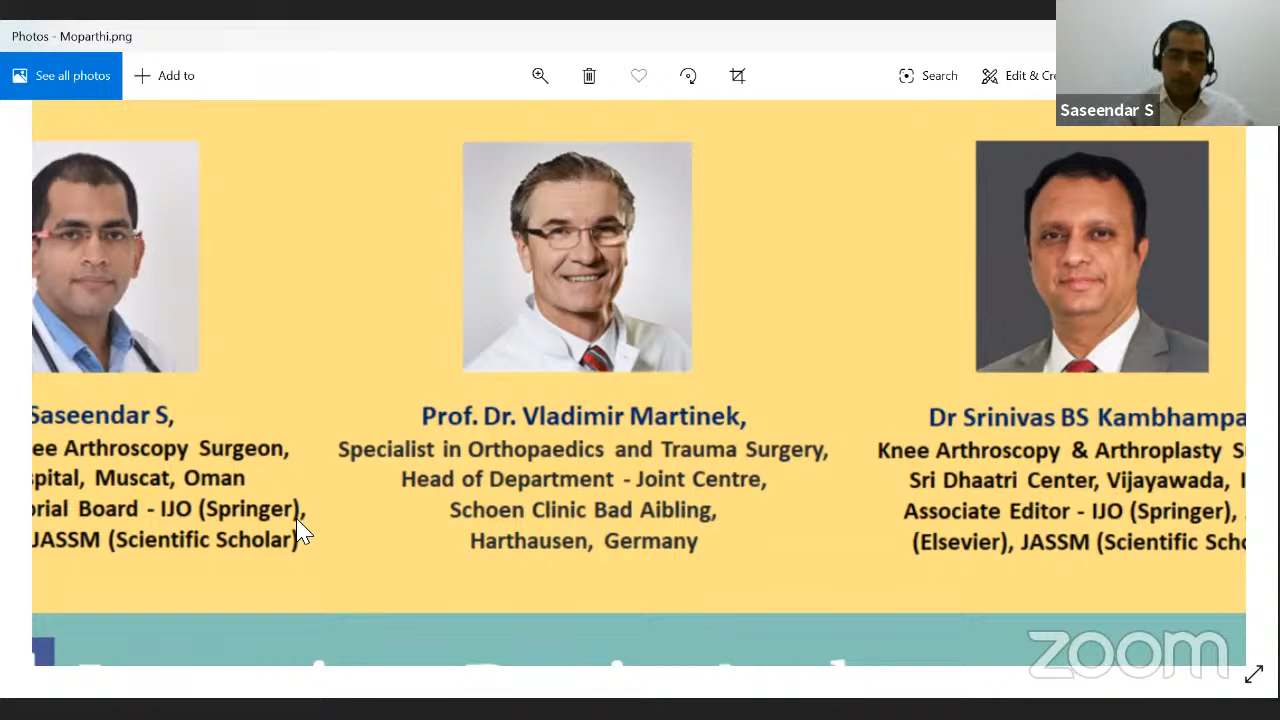 Photos - Moparthi.png
See all photos
Add to
Search
Edit & Cre
Saseendar S
Saseendar S,
ee Arthroscopy Surgeon,
spital, Muscat, Oman
orial Board - IJO (Springer),
JASSM (Scientific Scholar)
Prof. Dr. Vladimir Martinek,
Specialist in Orthopaedics and Trauma Surgery,
Head of Department - Joint Centre,
Schoen Clinic Bad Aibling,
Harthausen, Germany
Dr Srinivas BS Kambhampa
Knee Arthroscopy & Arthroplasty S
Sri Dhaatri Center, Vijayawada, I
Associate Editor - IJO (Springer),
(Elsevier), JASSM (Scientific Scho
zoom